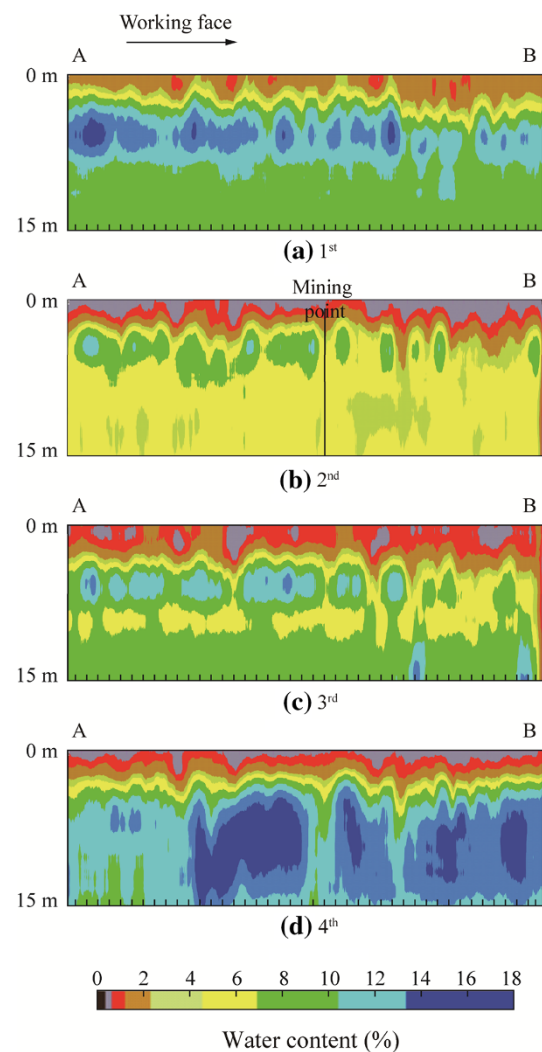 Working face
A B
0 m
15 m
(a) 1st
A B
0 m
Mining
point
15 m
(b) 2nd
A B
0 m
15 m
(c) 3rd
A B
0 m
15 m
(d) 4th
0 2 4 6 8 10 12 14 16 18
Water content (%)